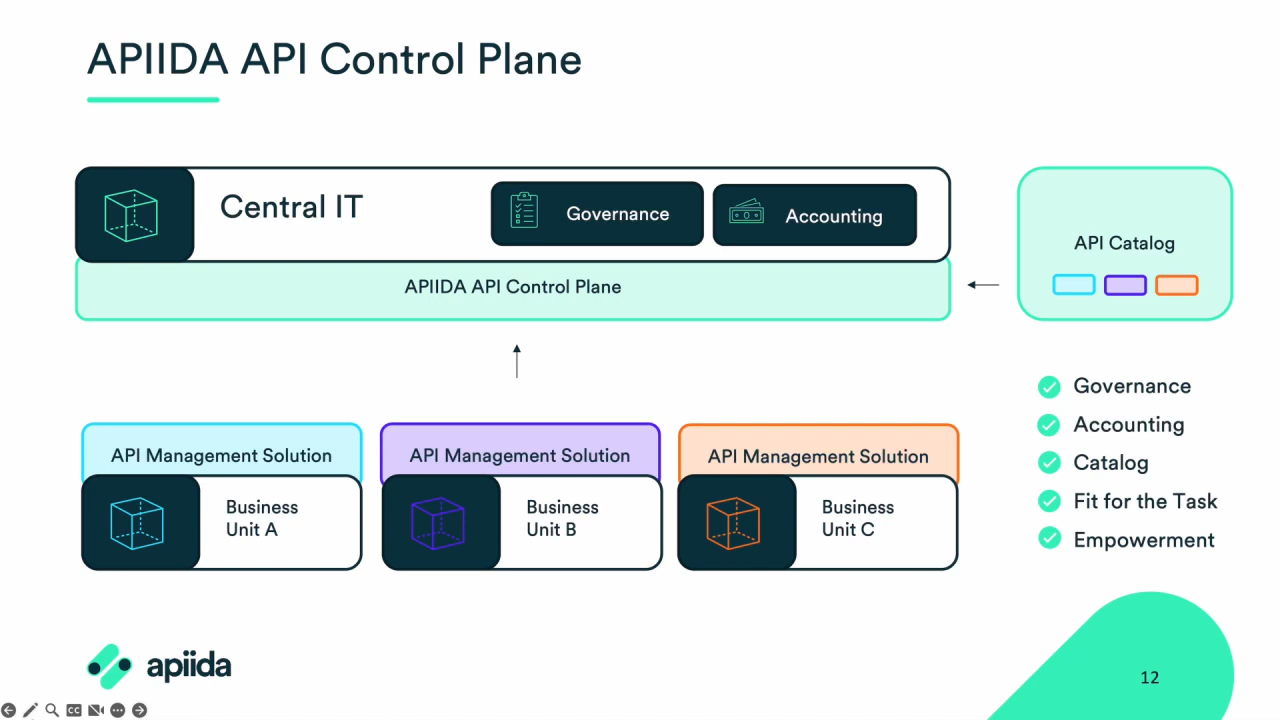 APIIDA API Control Plane
Central IT
Governance
Accounting
APIIDA API Control Plane
API Catalog
API Management Solution
Business
Unit A
API Management Solution
Business
Unit B
API Management Solution
Business
Unit C
Governance
Accounting
Catalog
Fit for the Task
Empowerment
apiida
12
CC